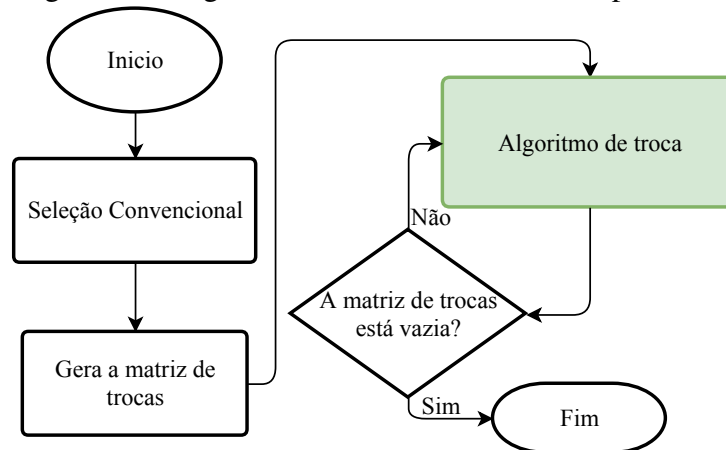 Inicio
Seleção Convencional
Gera a matriz de
trocas
Algoritmo de troca
Não
A matriz de trocas
está vazia?
Sim
Fim